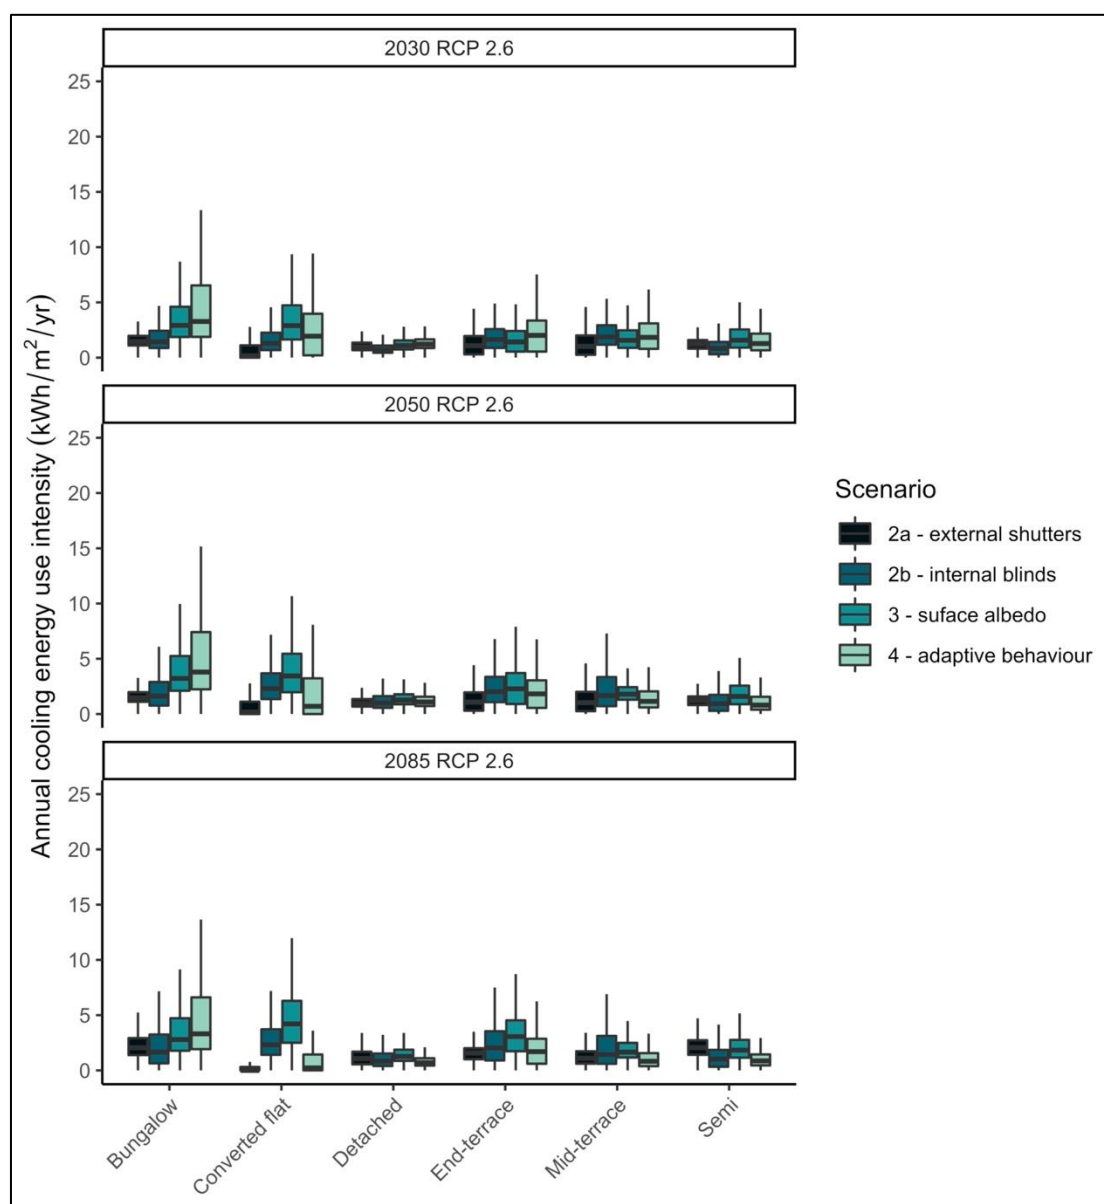 2030 RCP 2.6
25
20
15
10
5
0
2050 RCP 2.6
25
20
15
10
5
0
2085 RCP 2.6
25
20
15
10
5
0
Annual cooling energy use intensity (kWh/m²/yr)
Bungalow
Converted flat
Detached
End-terrace
Mid-terrace
Semi
Scenario
2a - external shutters
2b - internal blinds
3 - suface albedo
4 - adaptive behaviour